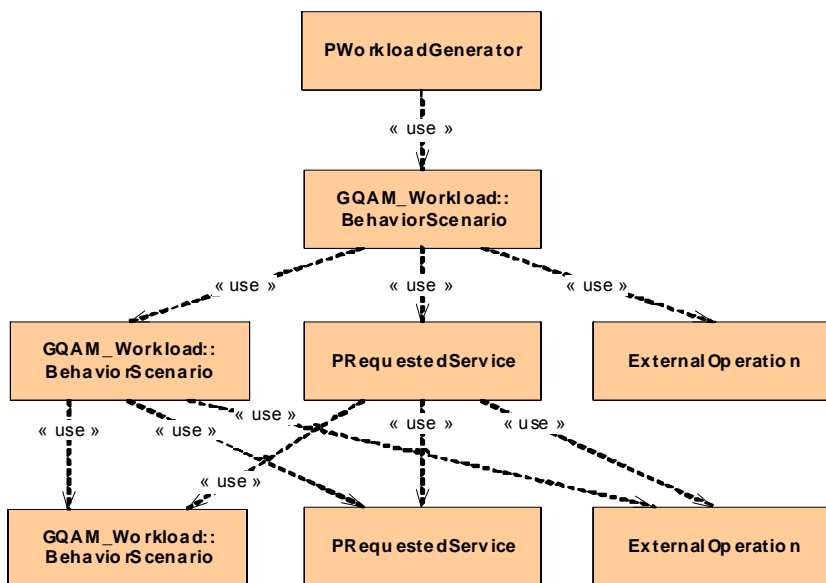 PWorkloadGenerator
« use »
GQAM_Workload::
BehaviorScenario
« use »
« use »
« use »
GQAM_Workload::
BehaviorScenario
PRequestedService
ExternalOperation
« use »
« use »
« use »
« use »
« use »
« use »
GQAM_Workload::
BehaviorScenario
PRequestedService
ExternalOperation